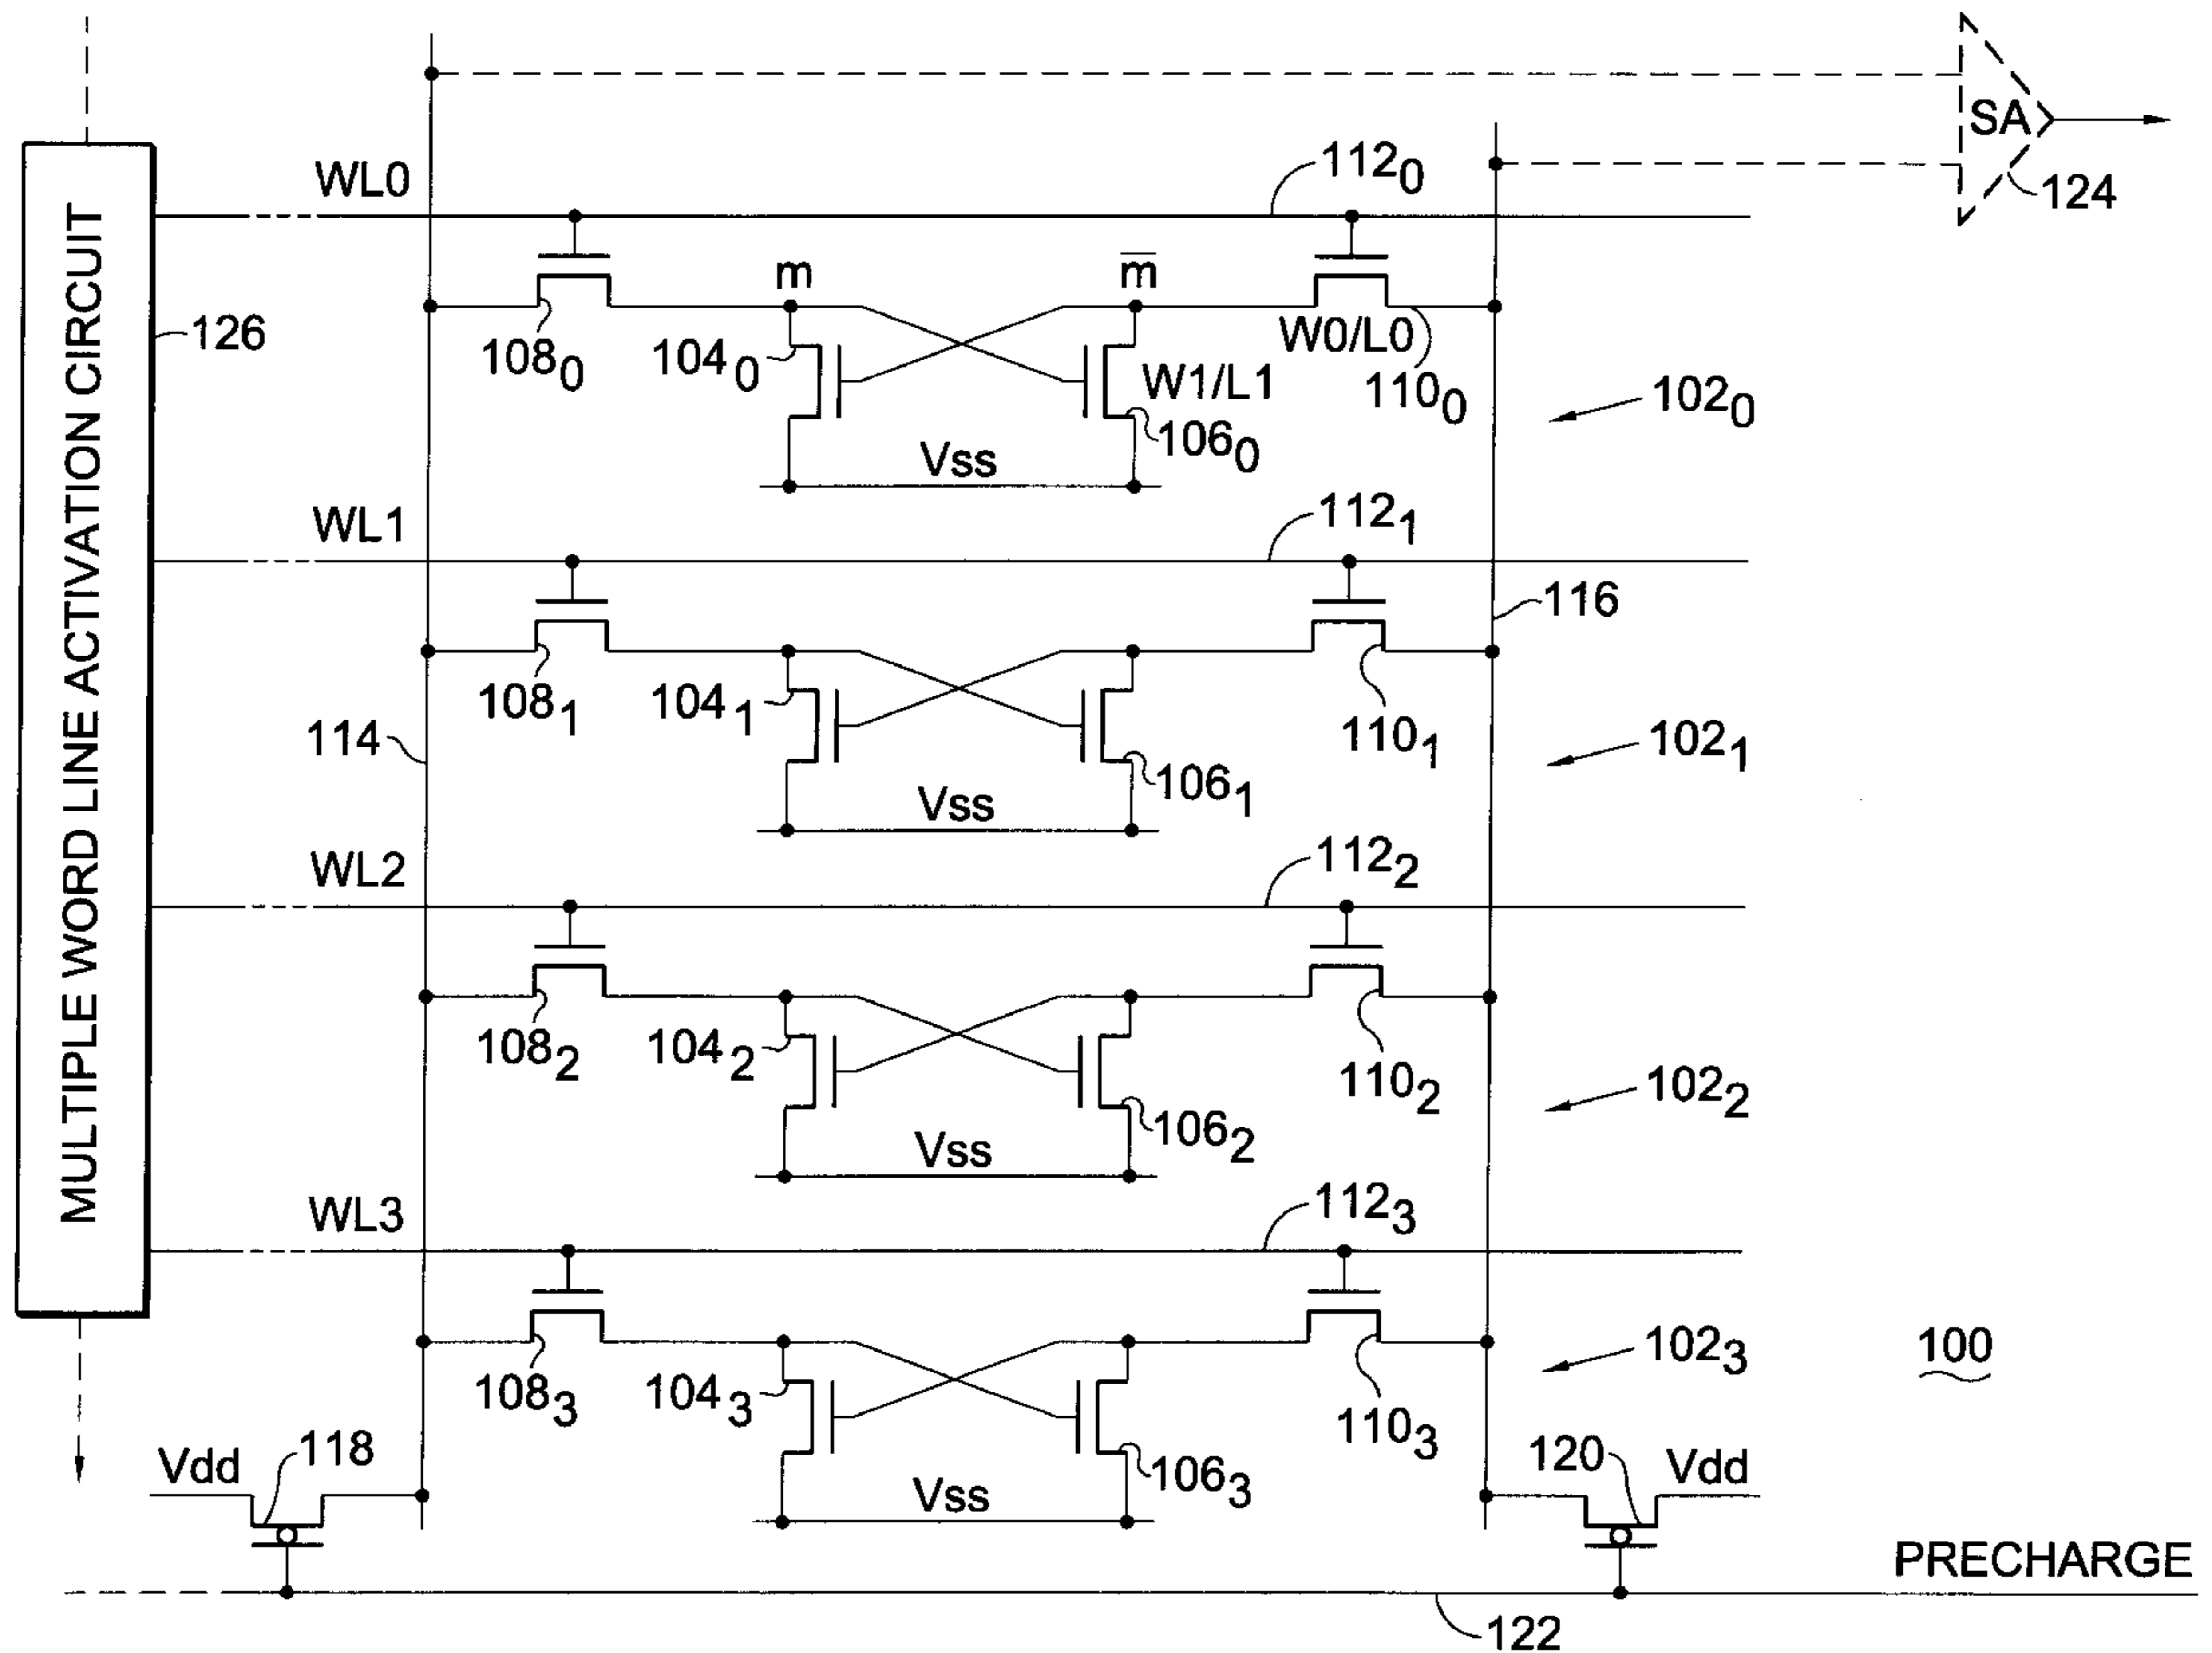 SA
124
WL0
112₀
MULTIPLE WORD LINE ACTIVATION CIRCUIT
126
m
m̅
108₀
104₀
W1/L1
106₀
W0/L0
110₀
102₀
Vss
WL1
112₁
116
108₁
104₁
110₁
102₁
114
106₁
Vss
WL2
112₂
108₂
104₂
110₂
102₂
106₂
Vss
WL3
112₃
108₃
104₃
110₃
102₃
100
106₃
Vss
Vdd
118
120
Vdd
PRECHARGE
122